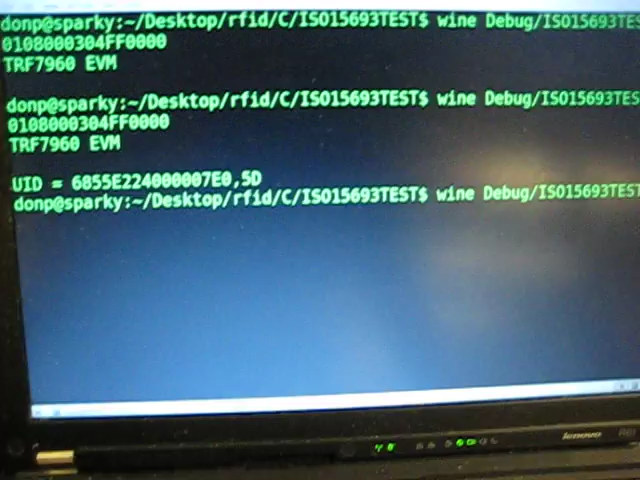 donp@sparky:~/Desktop/rfid/C/ISO15693TEST$ wine Debug/ISO15693TES
0108000304FF0000
TRF7960 EVM
donp@sparky:~/Desktop/rfid/C/ISO15693TEST$ wine Debug/ISO15693TES
0108000304FF0000
TRF7960 EVM
UID = 6855E224000007E0,5D
donp@sparky:~/Desktop/rfid/C/ISO15693TEST$ wine Debug/ISO15693TEST
lenovo